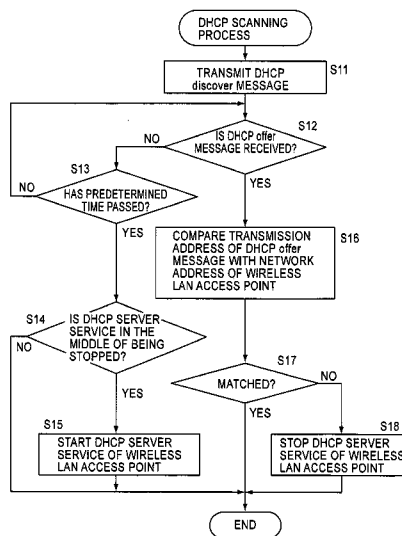 DHCP SCANNING
PROCESS
S11
TRANSMIT DHCP
discover MESSAGE
S12
NO
IS DHCP offer
MESSAGE RECEIVED?
S13
YES
NO
HAS PREDETERMINED
TIME PASSED?
YES
S16
COMPARE TRANSMISSION
ADDRESS OF DHCP offer
MESSAGE WITH NETWORK
ADDRESS OF WIRELESS
LAN ACCESS POINT
S14
IS DHCP SERVER
SERVICE IN THE
MIDDLE OF BEING
STOPPED?
NO
YES
S17
MATCHED?
NO
YES
S15
START DHCP SERVER
SERVICE OF WIRELESS
LAN ACCESS POINT
S18
STOP DHCP SERVER
SERVICE OF WIRELESS
LAN ACCESS POINT
END